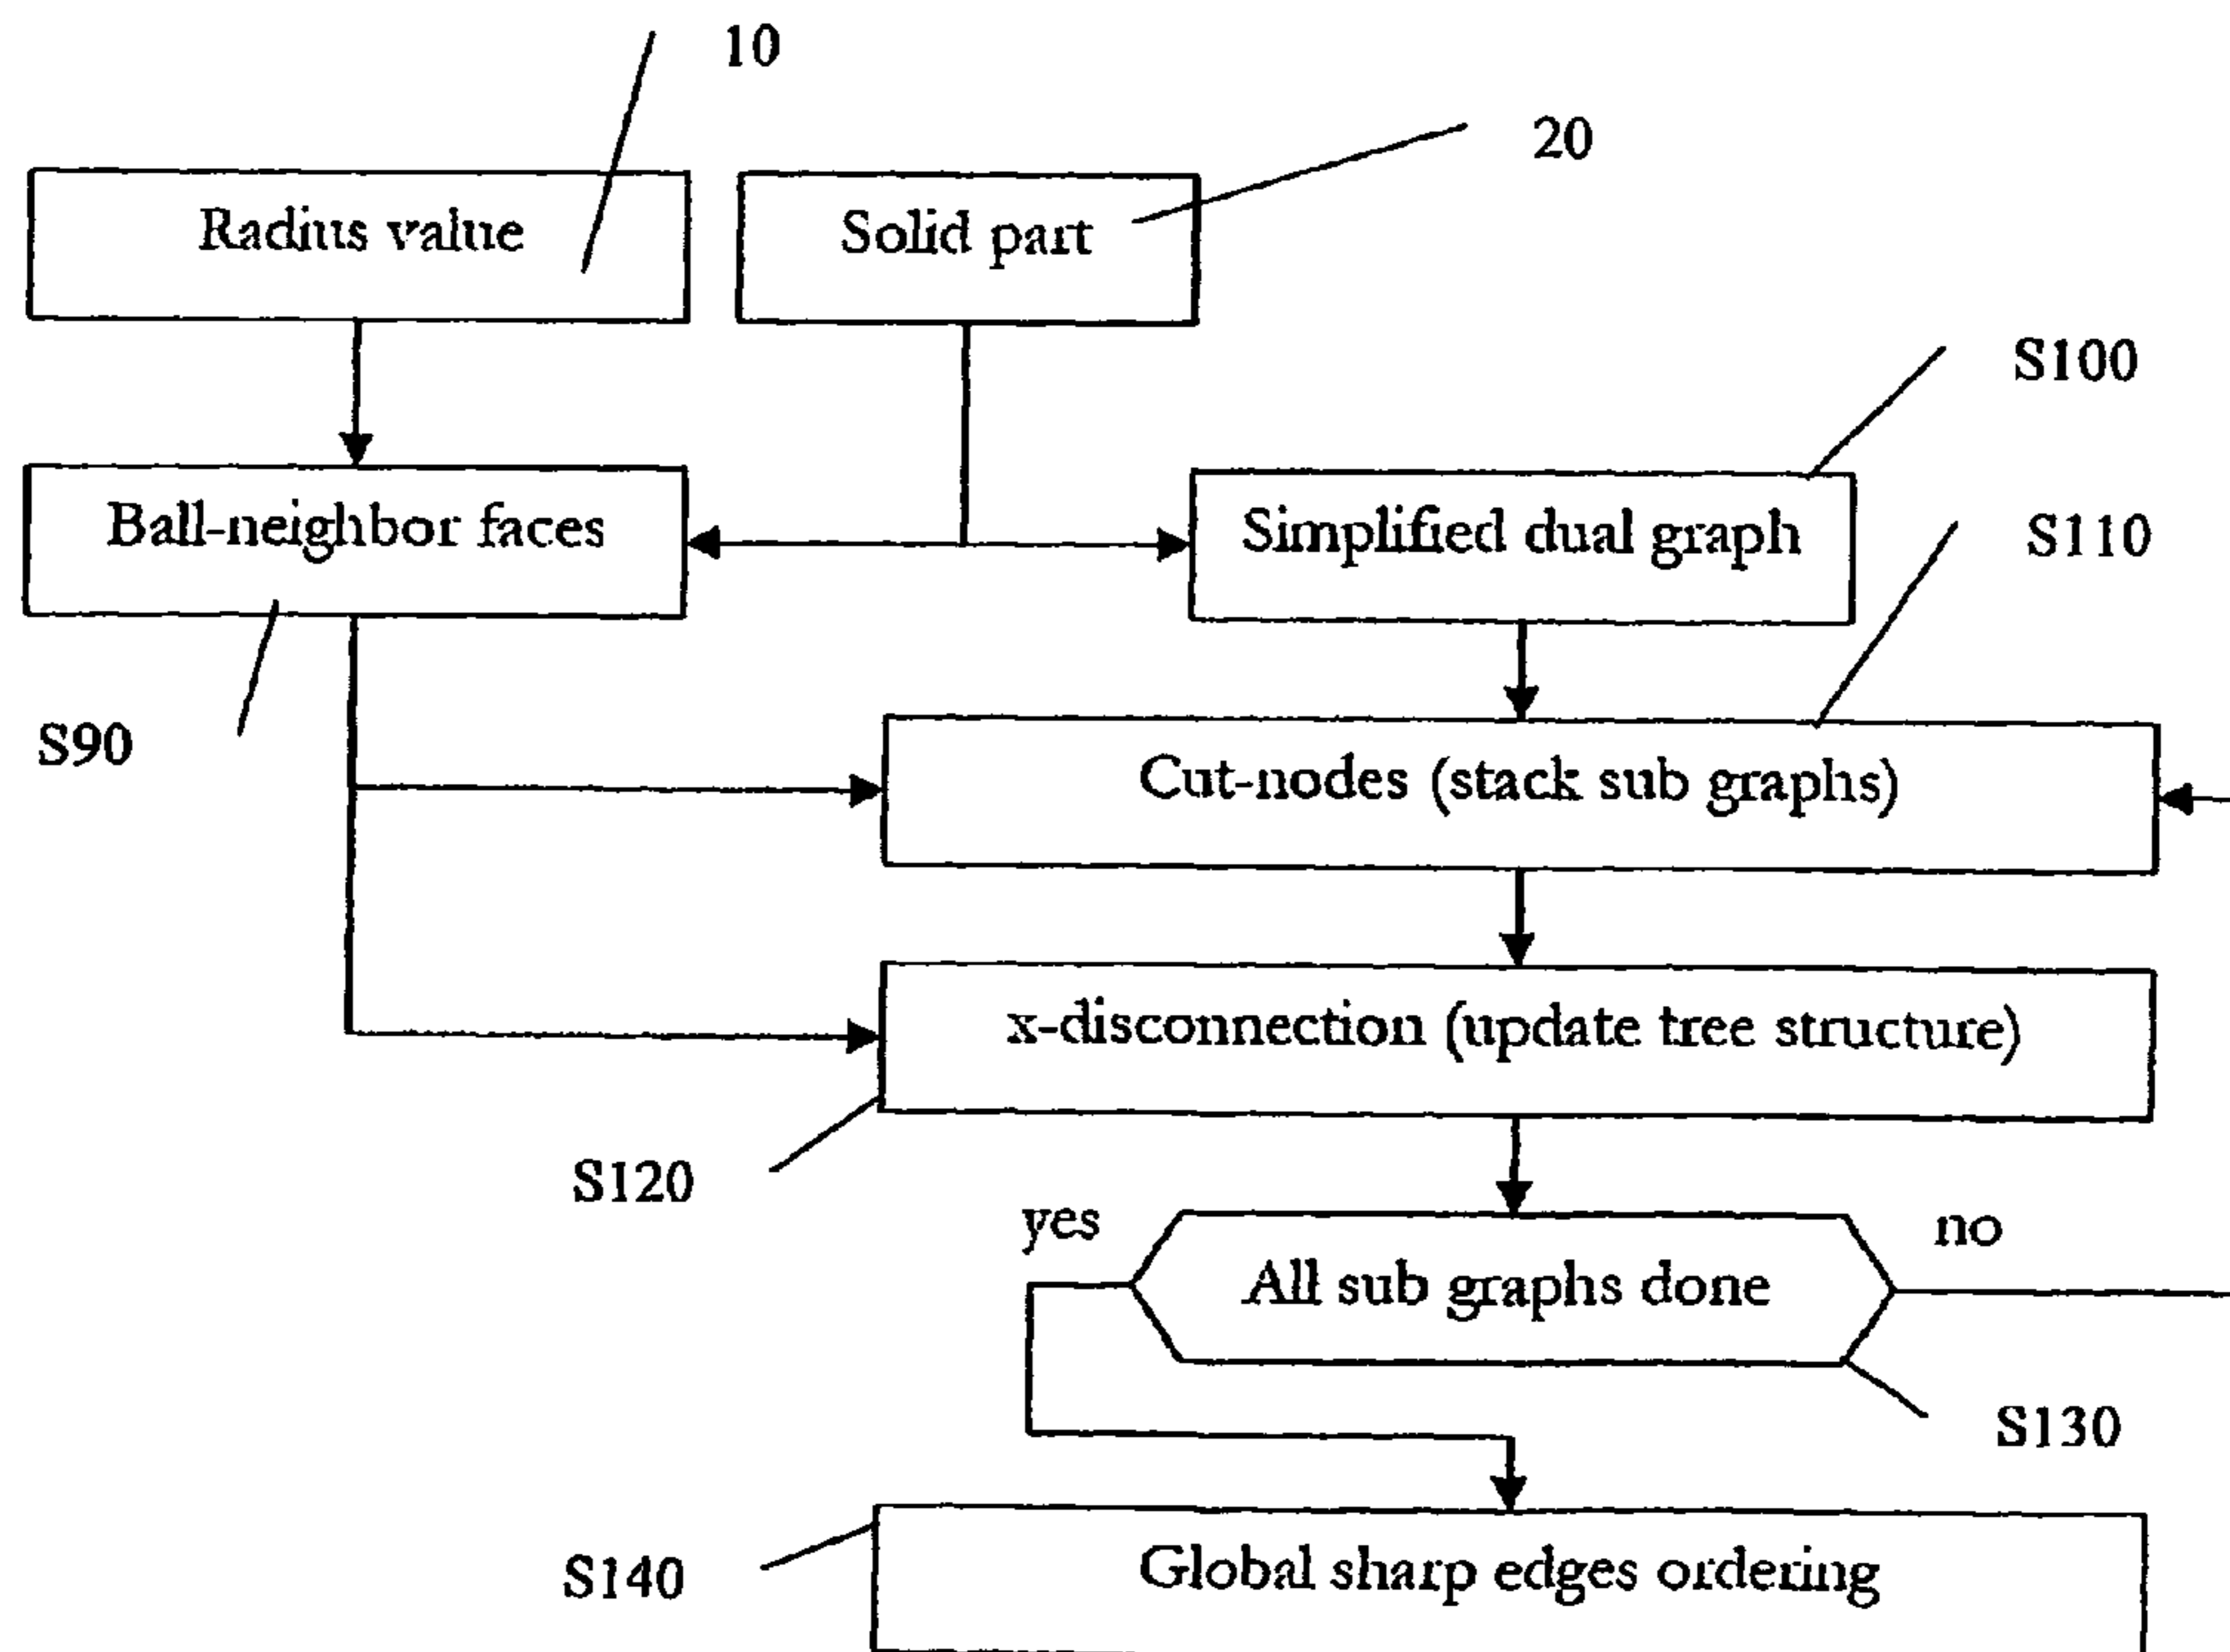 10
20
Radius value
Solid part
S100
Ball-neighbor faces
Simplified dual graph
S110
S90
Cut-nodes (stack sub graphs)
x-disconnection (update tree structure)
S120
yes
no
All sub graphs done
S130
S140
Global sharp edges ordering